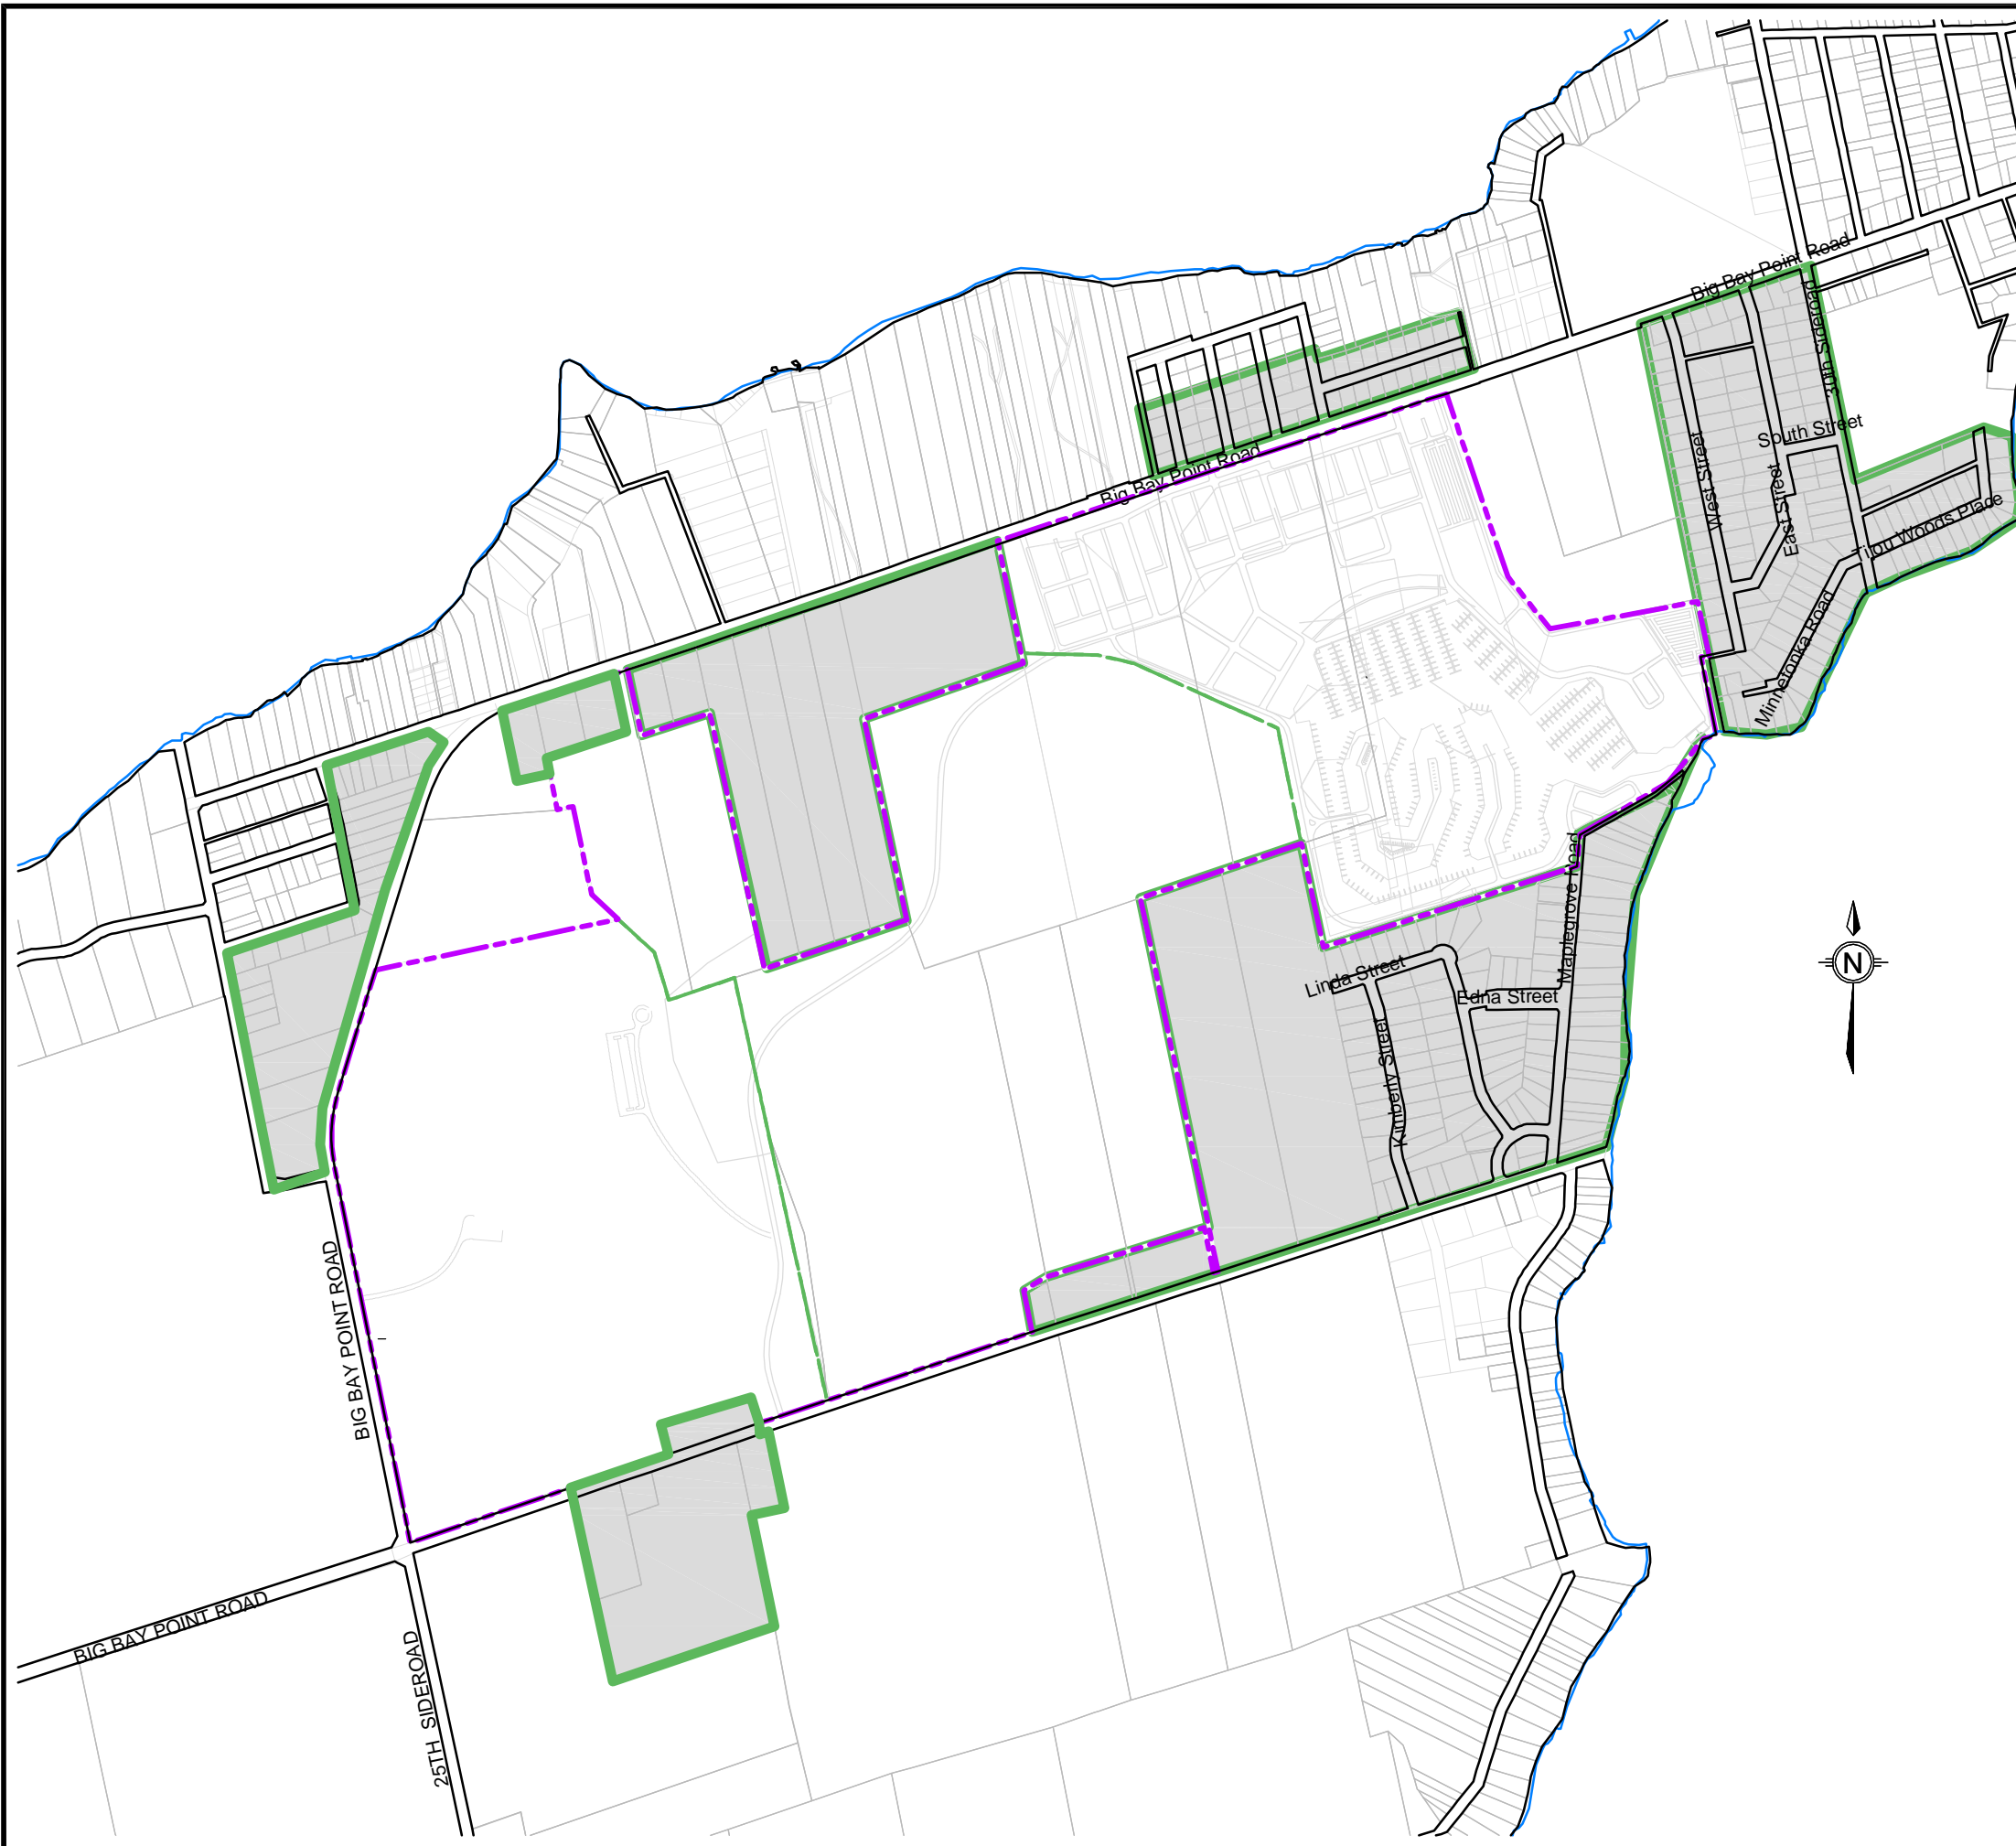 Big Bay Point Road
30th Sideroad
South Street
West Street
East Street
Big Bay Point Road
Tiou Woods Place
Minnetonka Road
Maplegrove Road
N
Linda Street
Edna Street
Kimberly Street
BIG BAY POINT ROAD
BIG BAY POINT ROAD
25TH SIDEROAD